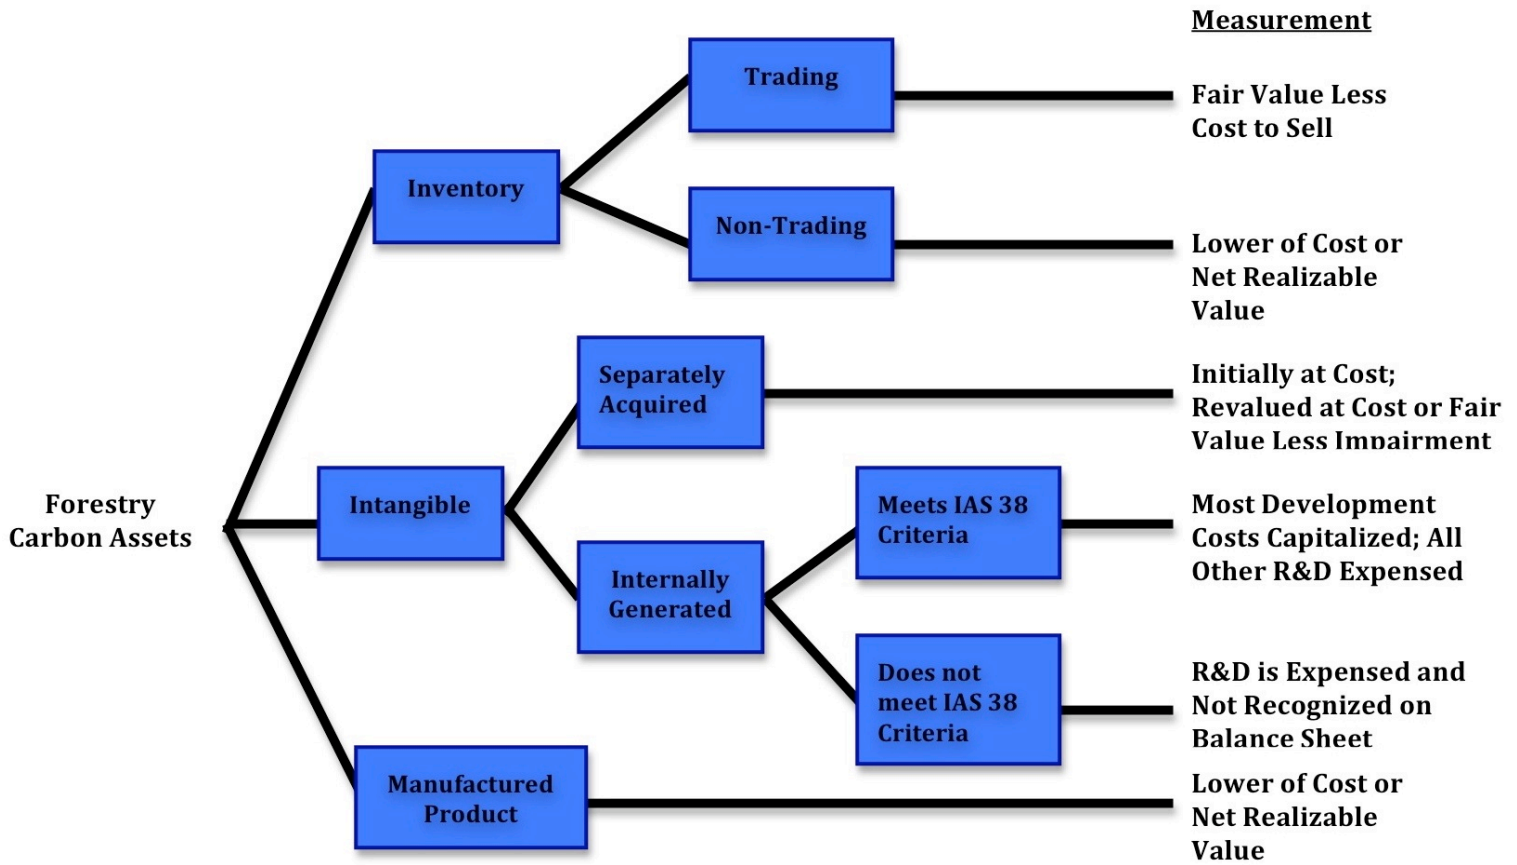 Measurement
Trading
Fair Value Less
Cost to Sell
Inventory
Non-Trading
Lower of Cost or
Net Realizable
Value
Separately
Acquired
Initially at Cost;
Revalued at Cost or Fair
Value Less Impairment
Forestry
Carbon Assets
Intangible
Meets IAS 38
Criteria
Most Development
Costs Capitalized; All
Other R&D Expensed
Internally
Generated
Does not
meet IAS 38
Criteria
R&D is Expensed and
Not Recognized on
Balance Sheet
Manufactured
Product
Lower of Cost or
Net Realizable
Value